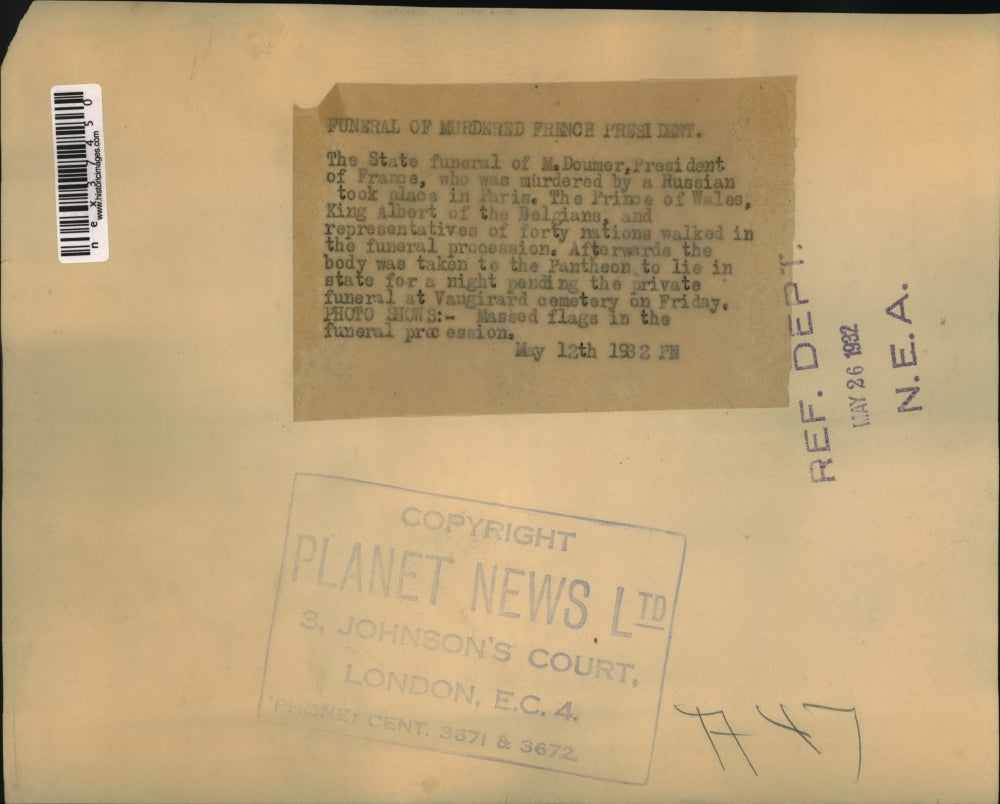 FUNERAL OF MURDERED FRENCH PRESIDENT.
The State funeral of M.Doumer,President
of France, who was murdered by a Russian
took place in Paris. The Prince of Wales,
King Albert of the Belgians, and
representatives of forty nations walked in
the funeral procession. Afterwards the
body was taken to the Pantheon to lie in
state for a night pending the private
funeral at Vaugirard cemetery on Friday.
PHOTO SHOWS:- Massed flags in the
funeral procession.
May 12th 1932 PN
REF. DEPT.
MAY 26 1932
N.E.A.
COPYRIGHT
PLANET NEWS LTD
3, JOHNSON'S COURT,
LONDON, E.C. 4.
'PHONE: CENT. 3671 & 3672.
www.historicimages.com